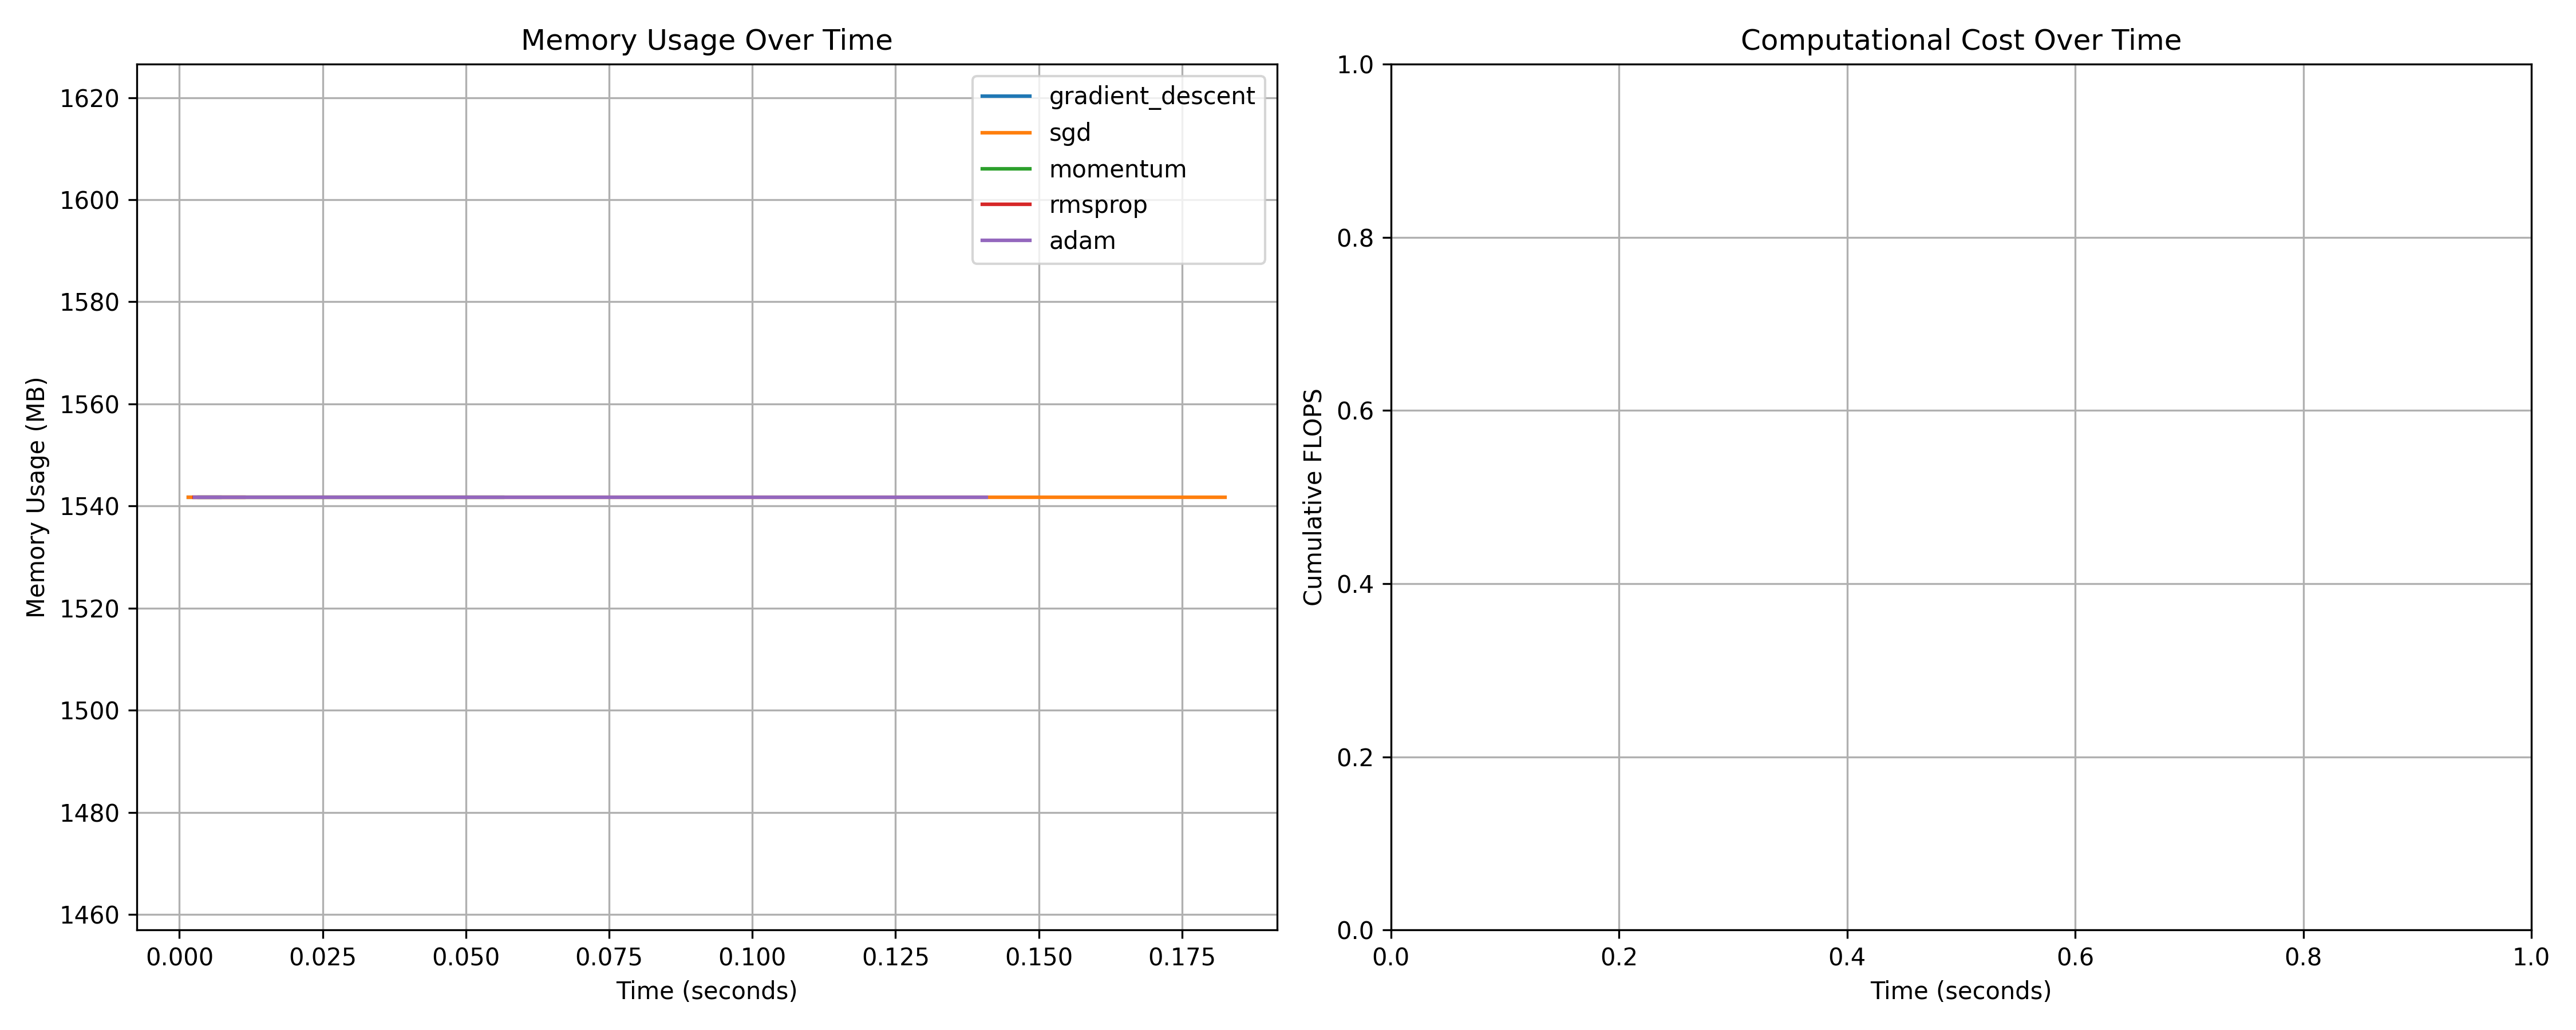 Memory Usage Over Time
1620
1600
1580
1560
1540
1520
1500
1480
1460
Memory Usage (MB)
gradient_descent
sgd
momentum
rmsprop
adam
0.000 0.025 0.050 0.075 0.100 0.125 0.150 0.175
Time (seconds)
Computational Cost Over Time
1.0
0.8
0.6
0.4
0.2
0.0
Cumulative FLOPS
0.0 0.2 0.4 0.6 0.8 1.0
Time (seconds)